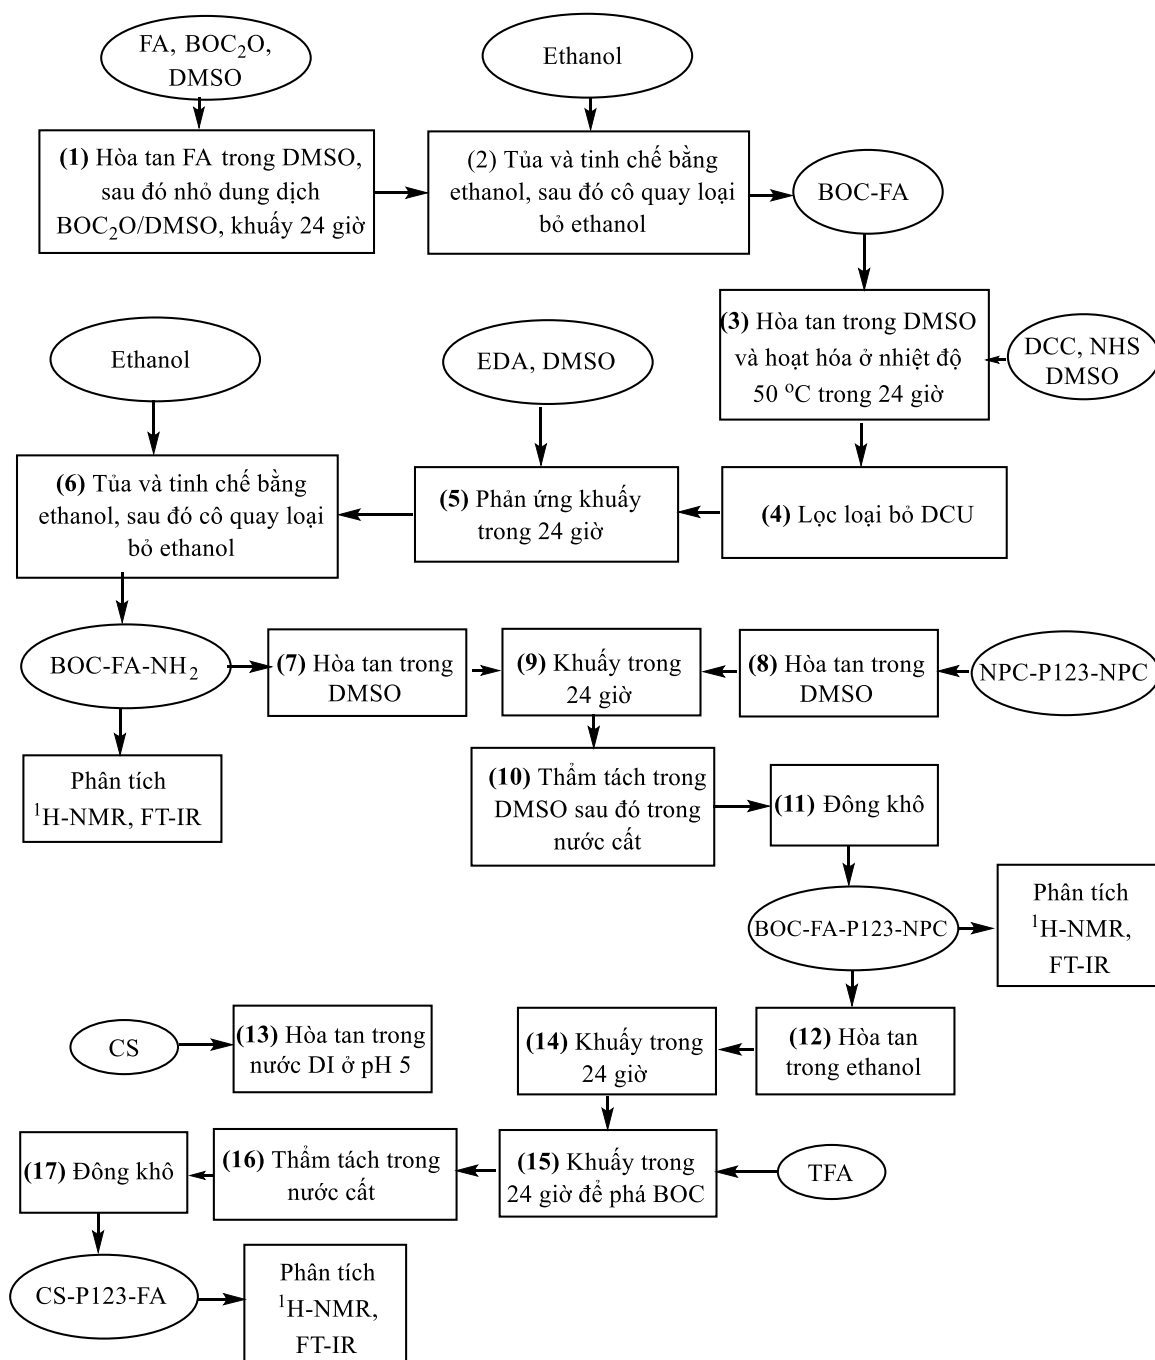 FA, BOC₂O,
DMSO
Ethanol
(1) Hòa tan FA trong DMSO,
sau đó nhỏ dung dịch
BOC₂O/DMSO, khuấy 24 giờ
(2) Tủa và tinh chế bằng
ethanol, sau đó cô quay loại
bỏ ethanol
BOC-FA
(3) Hòa tan trong DMSO
và hoạt hóa ở nhiệt độ
50 °C trong 24 giờ
DCC, NHS
DMSO
Ethanol
EDA, DMSO
(6) Tủa và tinh chế bằng
ethanol, sau đó cô quay loại
bỏ ethanol
(5) Phản ứng khuấy
trong 24 giờ
(4) Lọc loại bỏ DCU
BOC-FA-NH₂
(7) Hòa tan trong
DMSO
(9) Khuấy trong
24 giờ
(8) Hòa tan trong
DMSO
NPC-P123-NPC
Phân tích
¹H-NMR, FT-IR
(10) Thẩm tách trong
DMSO sau đó trong
nước cất
(11) Đông khô
BOC-FA-P123-NPC
Phân tích
¹H-NMR,
FT-IR
CS
(13) Hòa tan trong
nước DI ở pH 5
(14) Khuấy trong
24 giờ
(12) Hòa tan
trong ethanol
(17) Đông khô
(16) Thẩm tách trong
nước cất
(15) Khuấy trong
24 giờ để phá BOC
TFA
CS-P123-FA
Phân tích
¹H-NMR,
FT-IR